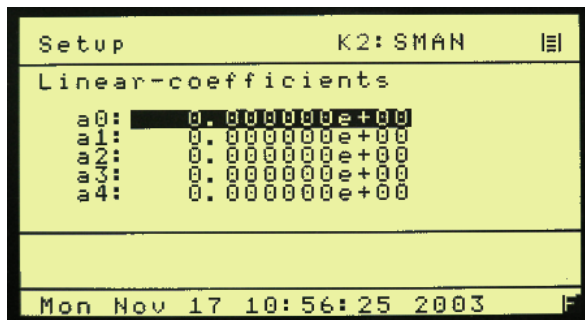 Setup K2:SMAN
Linear-coefficients
a0: 0.000000e+00
a1: 0.000000e+00
a2: 0.000000e+00
a3: 0.000000e+00
a4: 0.000000e+00
Mon Nov 17 10:56:25 2003